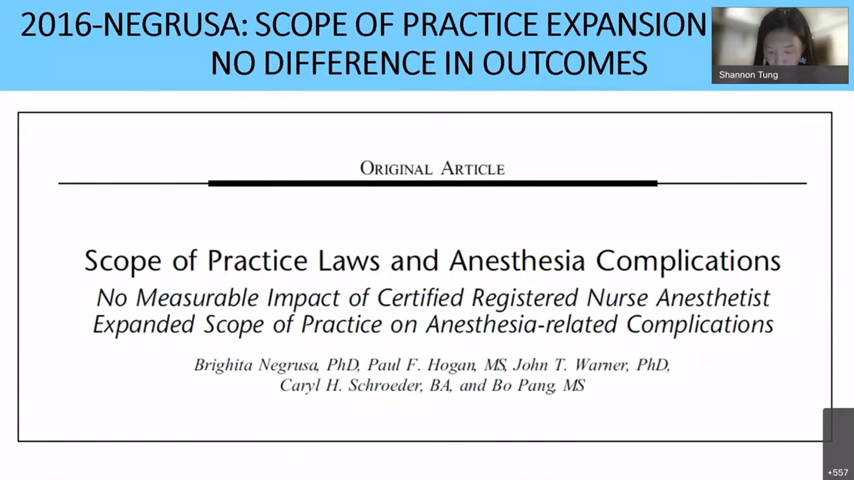 2016-NEGRUSA: SCOPE OF PRACTICE EXPANSION
NO DIFFERENCE IN OUTCOMES
Shannon Tung
ORIGINAL ARTICLE
Scope of Practice Laws and Anesthesia Complications
No Measurable Impact of Certified Registered Nurse Anesthetist
Expanded Scope of Practice on Anesthesia-related Complications
Brighita Negrusa, PhD, Paul F. Hogan, MS, John T. Warner, PhD,
Caryl H. Schroeder, BA, and Bo Pang, MS
+557